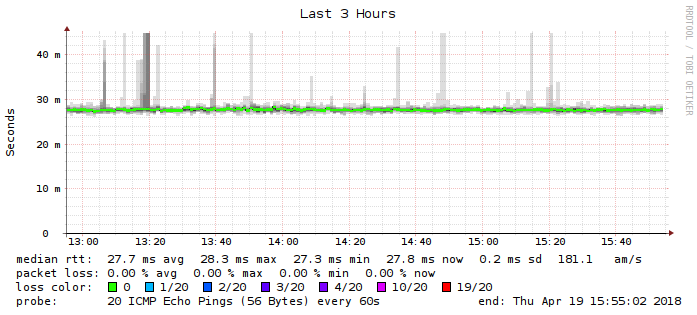 Last 3 Hours
RRDTOOL / TOBI OETIKER
Seconds
40 m
30 m
20 m
10 m
0
13:00 13:20 13:40 14:00 14:20 14:40 15:00 15:20 15:40
median rtt: 27.7 ms avg 28.3 ms max 27.3 ms min 27.8 ms now 0.2 ms sd 181.1 am/s
packet loss: 0.00 % avg 0.00 % max 0.00 % min 0.00 % now
loss color: 0 1/20 2/20 3/20 4/20 10/20 19/20
probe: 20 ICMP Echo Pings (56 Bytes) every 60s end: Thu Apr 19 15:55:02 2018